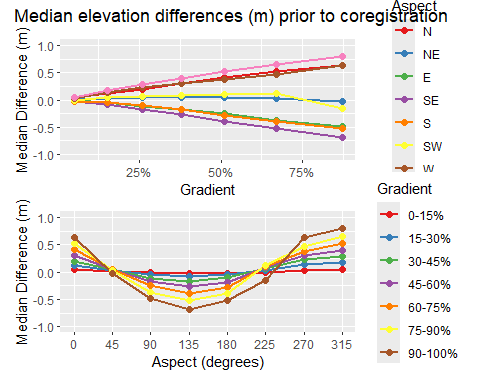 Median elevation differences (m) prior to coregistration
Aspect
N
NE
E
SE
S
SW
W
Median Difference (m)
1.0
0.5
0.0
-0.5
-1.0
25%
50%
75%
Gradient
Gradient
0-15%
15-30%
30-45%
45-60%
60-75%
75-90%
90-100%
Median Difference (m)
1.0
0.5
0.0
-0.5
-1.0
0
45
90
135
180
225
270
315
Aspect (degrees)